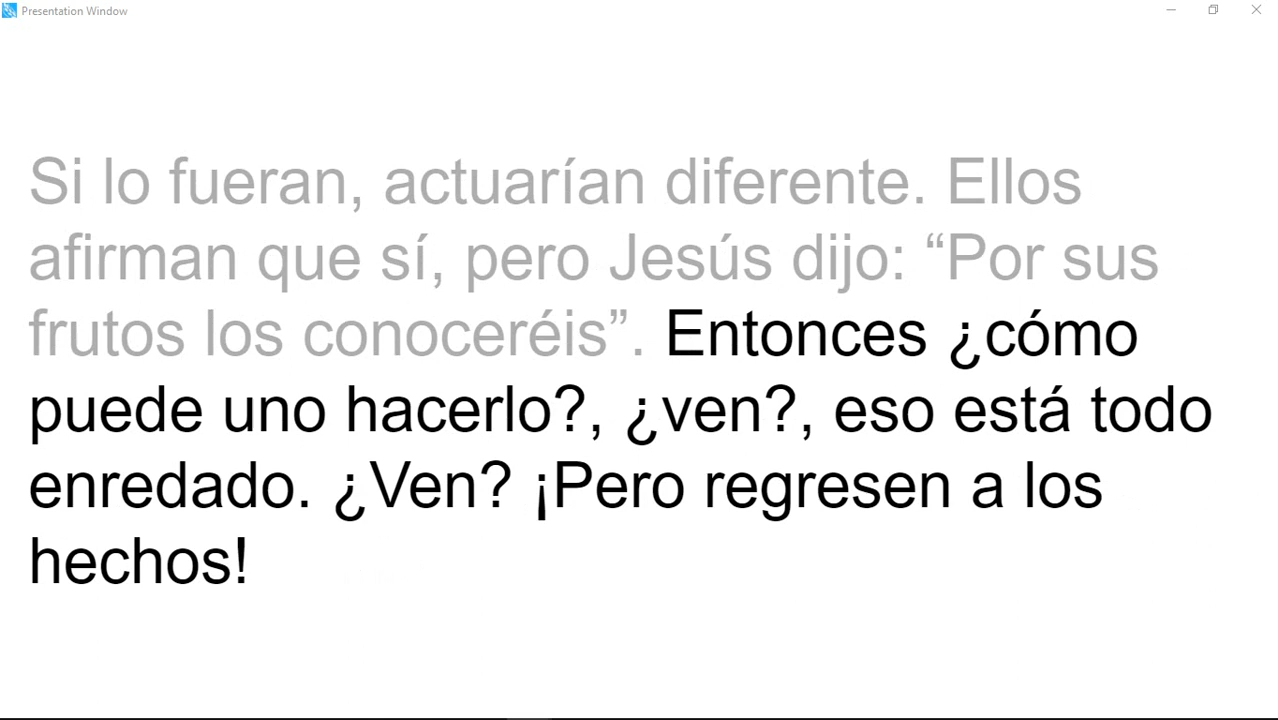 Presentation Window
Si lo fueran, actuarían diferente. Ellos
afirman que sí, pero Jesús dijo: “Por sus
frutos los conoceréis”. Entonces ¿cómo
puede uno hacerlo?, ¿ven?, eso está todo
enredado. ¿Ven? ¡Pero regresen a los
hechos!